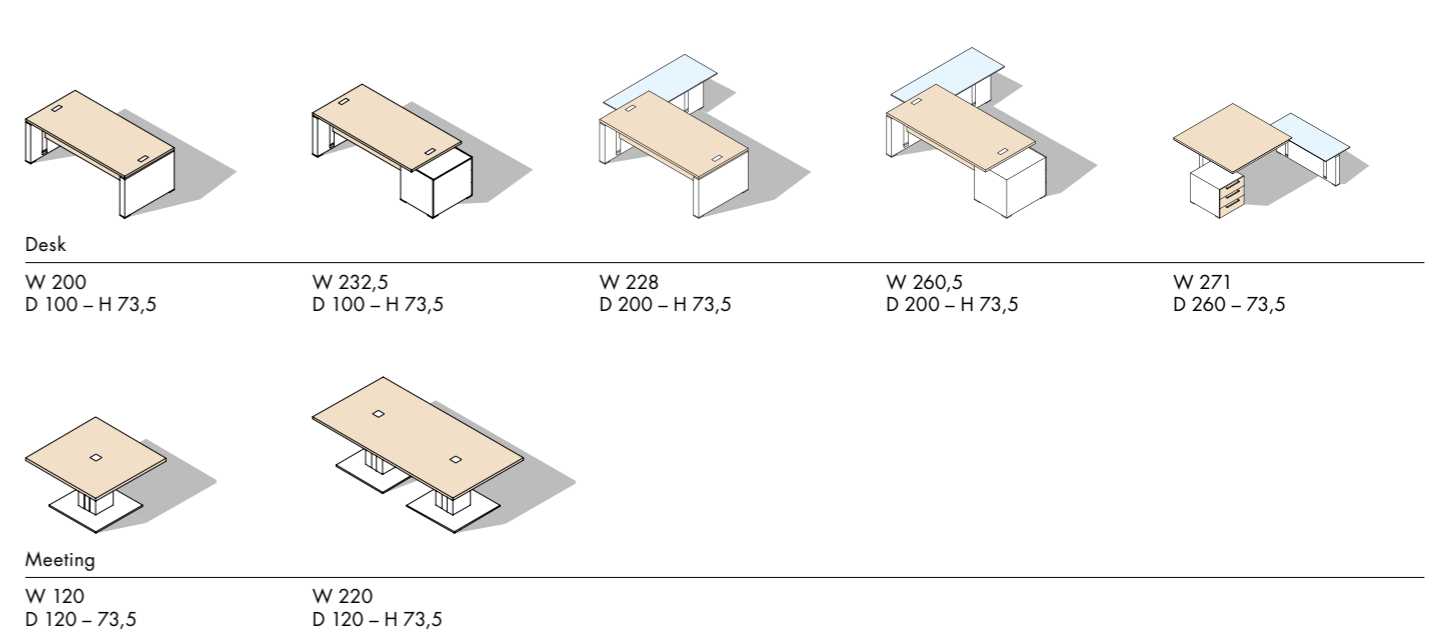 Desk
W 200
D 100 – H 73,5
W 232,5
D 100 – H 73,5
W 228
D 200 – H 73,5
W 260,5
D 200 – H 73,5
W 271
D 260 – 73,5
Meeting
W 120
D 120 – 73,5
W 220
D 120 – H 73,5